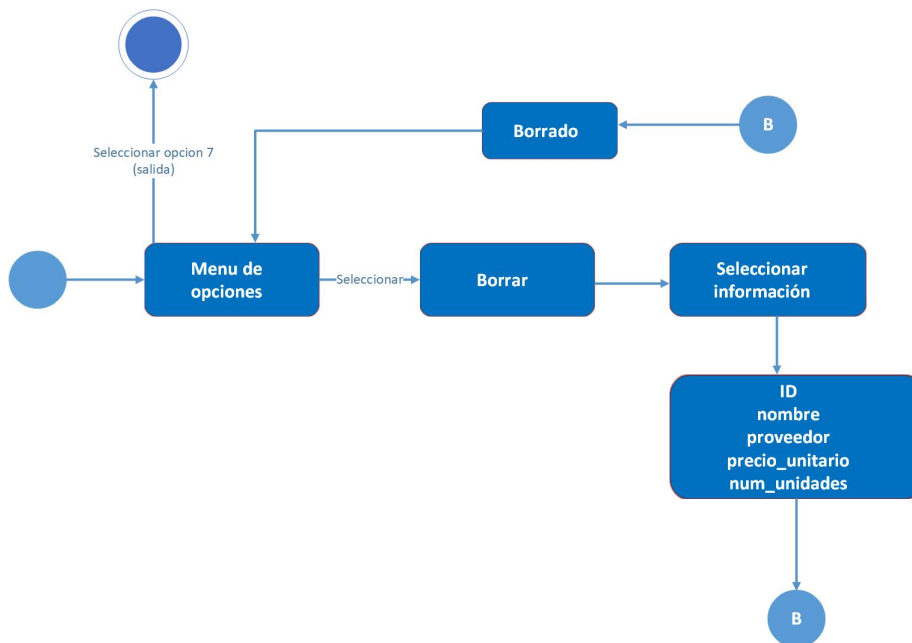 Borrado
B
Seleccionar opcion 7
(salida)
Menu de
opciones
Seleccionar
Borrar
Seleccionar
información
ID
nombre
proveedor
precio_unitario
num_unidades
B